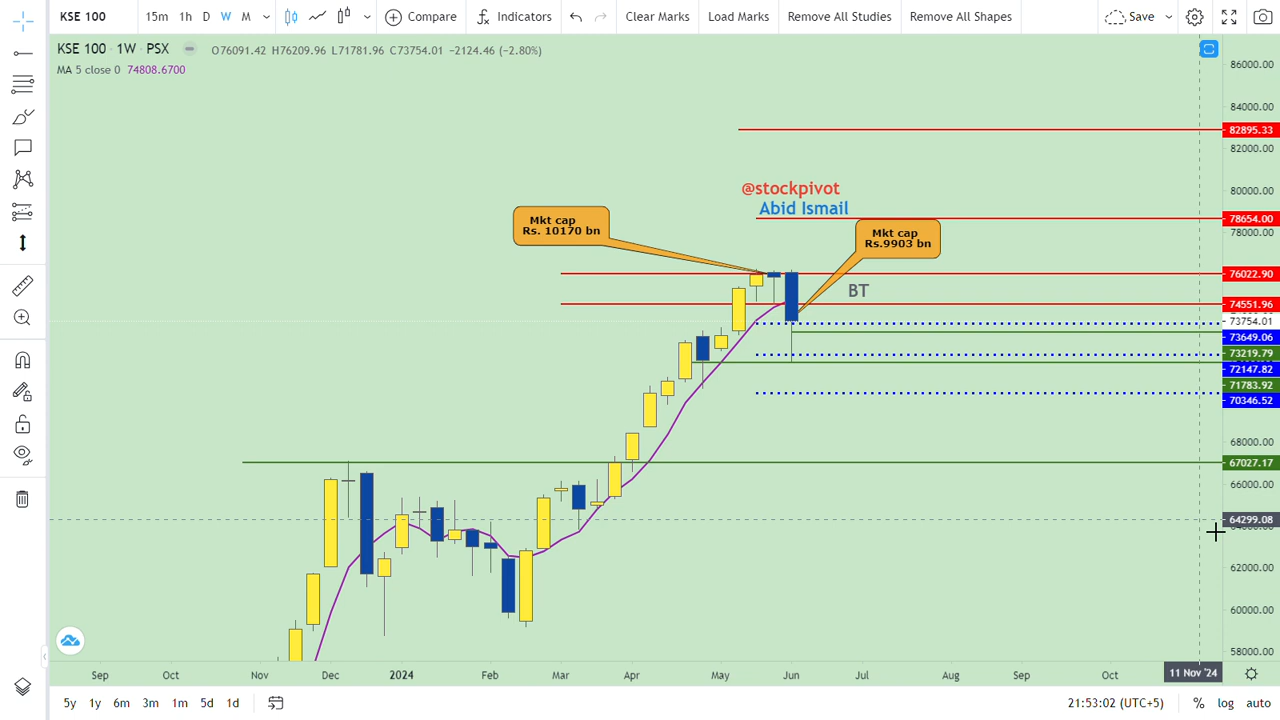 KSE 100
15m 1h D W M
Compare
Indicators
Clear Marks
Load Marks
Remove All Studies
Remove All Shapes
Save
KSE 100 · 1W · PSX
O76091.42 H76209.96 L71781.96 C73754.01 −2124.46 (−2.80%)
MA 5 close 0 74808.6700
@stockpivot
Abid Ismail
Mkt cap
Rs. 10170 bn
Mkt cap
Rs.9903 bn
BT
86000.00
84000.00
82895.33
82000.00
80000.00
78654.00
78000.00
76022.90
74551.96
73754.01
73649.06
73219.79
72147.82
71783.92
70346.52
68000.00
67027.17
66000.00
64299.08
62000.00
60000.00
58000.00
Sep Oct Nov Dec 2024 Feb Mar Apr May Jun Jul Aug Sep Oct 11 Nov '24
5y 1y 6m 3m 1m 5d 1d
21:53:02 (UTC+5) % log auto